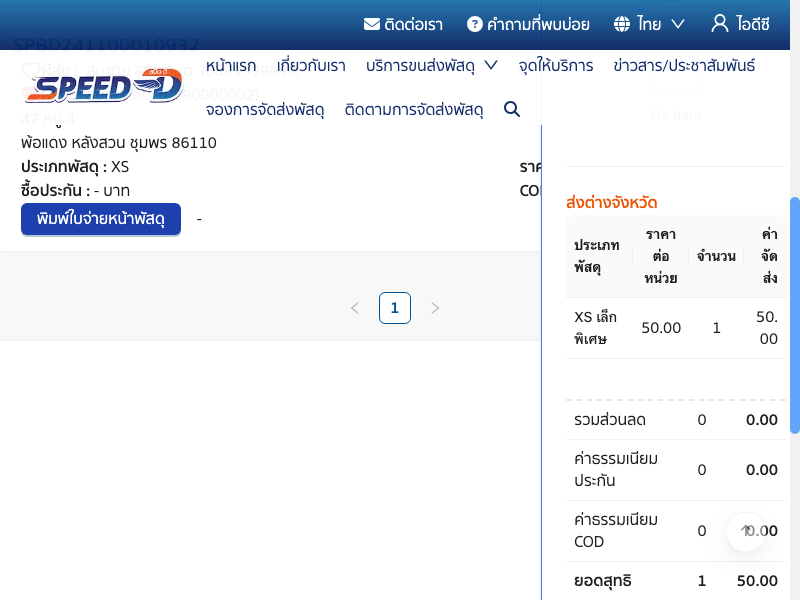 ติดต่อเรา
คำถามที่พบบ่อย
ไทย
ไอดีซี
SPBD241100010932
SPEED D
หน้าแรก
เกี่ยวกับเรา
บริการขนส่งพัสดุ
จุดให้บริการ
ข่าวสาร/ประชาสัมพันธ์
จองการจัดส่งพัสดุ
ติดตามการจัดส่งพัสดุ
47 หมู่ 4
พ้อแดง หลังสวน ชุมพร 86110
ประเภทพัสดุ : XS
ซื้อประกัน : - บาท
พิมพ์ใบจ่ายหน้าพัสดุ
-
1
No data
ส่งต่างจังหวัด
ประเภทพัสดุ
ราคาต่อหน่วย
จำนวน
ค่าจัดส่ง
XS เล็กพิเศษ
50.00
1
50.00
รวมส่วนลด 0 0.00
ค่าธรรมเนียมประกัน 0 0.00
ค่าธรรมเนียม COD 0 0.00
ยอดสุทธิ 1 50.00